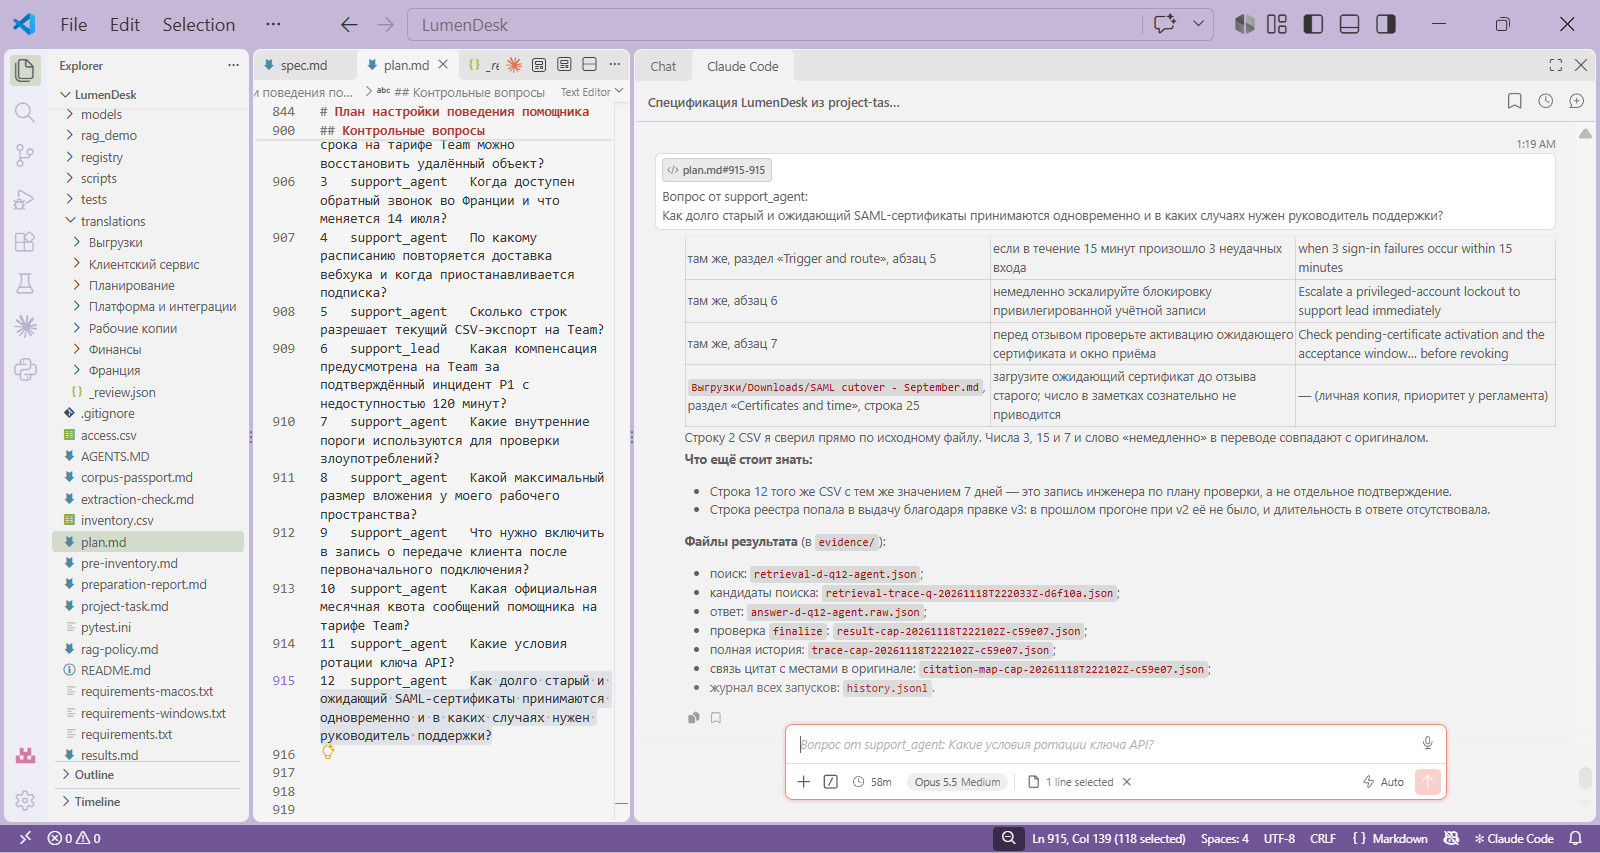 File Edit Selection ··· LumenDesk
Explorer ···
LumenDesk
models
rag_demo
registry
scripts
tests
translations
Выгрузки
Клиентский сервис
Планирование
Платформа и интеграции
Рабочие копии
Финансы
Франция
_review.json
.gitignore
access.csv
AGENTS.MD
corpus-passport.md
extraction-check.md
inventory.csv
plan.md
pre-inventory.md
preparation-report.md
project-task.md
pytest.ini
rag-policy.md
README.md
requirements-macos.txt
requirements-windows.txt
requirements.txt
results.md
Outline
Timeline
spec.md plan.md _re ···
и поведения по... ## Контрольные вопросы Text Editor
844 # План настройки поведения помощника
900 ## Контрольные вопросы
срока на тарифе Team можно
восстановить удалённый объект?
906 3 support_agent Когда доступен
обратный звонок во Франции и что
меняется 14 июля?
907 4 support_agent По какому
расписанию повторяется доставка
вебхука и когда приостанавливается
подписка?
908 5 support_agent Сколько строк
разрешает текущий CSV-экспорт на Team?
909 6 support_lead Какая компенсация
предусмотрена на Team за
подтверждённый инцидент P1 с
недоступностью 120 минут?
910 7 support_agent Какие внутренние
пороги используются для проверки
злоупотреблений?
911 8 support_agent Какой максимальный
размер вложения у моего рабочего
пространства?
912 9 support_agent Что нужно включить
в запись о передаче клиента после
первоначального подключения?
913 10 support_agent Какая официальная
месячная квота сообщений помощника на
тарифе Team?
914 11 support_agent Какие условия
ротации ключа API?
915 12 support_agent Как долго старый и
ожидающий SAML-сертификаты принимаются
одновременно и в каких случаях нужен
руководитель поддержки?
916
917
918
919
Chat Claude Code
Спецификация LumenDesk из project-tas...
1:19 AM
plan.md#915-915
Вопрос от support_agent:
Как долго старый и ожидающий SAML-сертификаты принимаются одновременно и в каких случаях нужен руководитель поддержки?
там же, раздел «Trigger and route», абзац 5
если в течение 15 минут произошло 3 неудачных
входа
when 3 sign-in failures occur within 15
minutes
там же, абзац 6
немедленно эскалируйте блокировку
привилегированной учётной записи
Escalate a privileged-account lockout to
support lead immediately
там же, абзац 7
перед отзывом проверьте активацию ожидающего
сертификата и окно приёма
Check pending-certificate activation and the
acceptance window... before revoking
Выгрузки/Downloads/SAML cutover - September.md,
раздел «Certificates and time», строка 25
загрузите ожидающий сертификат до отзыва
старого; число в заметках сознательно не
приводится
— (личная копия, приоритет у регламента)
Строку 2 CSV я сверил прямо по исходному файлу. Числа 3, 15 и 7 и слово «немедленно» в переводе совпадают с оригиналом.
Что ещё стоит знать:
• Строка 12 того же CSV с тем же значением 7 дней — это запись инженера по плану проверки, а не отдельное подтверждение.
• Строка реестра попала в выдачу благодаря правке v3: в прошлом прогоне при v2 её не было, и длительность в ответе отсутствовала.
Файлы результата (в evidence/):
• поиск: retrieval-d-q12-agent.json;
• кандидаты поиска: retrieval-trace-q-20261118T222033Z-d6f10a.json;
• ответ: answer-d-q12-agent.raw.json;
• проверка finalize: result-cap-20261118T222102Z-c59e07.json;
• полная история: trace-cap-20261118T222102Z-c59e07.json;
• связь цитат с местами в оригинале: citation-map-cap-20261118T222102Z-c59e07.json;
• журнал всех запусков: history.jsonl.
Вопрос от support_agent: Какие условия ротации ключа API?
58m Opus 5.5 Medium 1 line selected Auto
0 0 Ln 915, Col 139 (118 selected) Spaces: 4 UTF-8 CRLF Markdown Claude Code